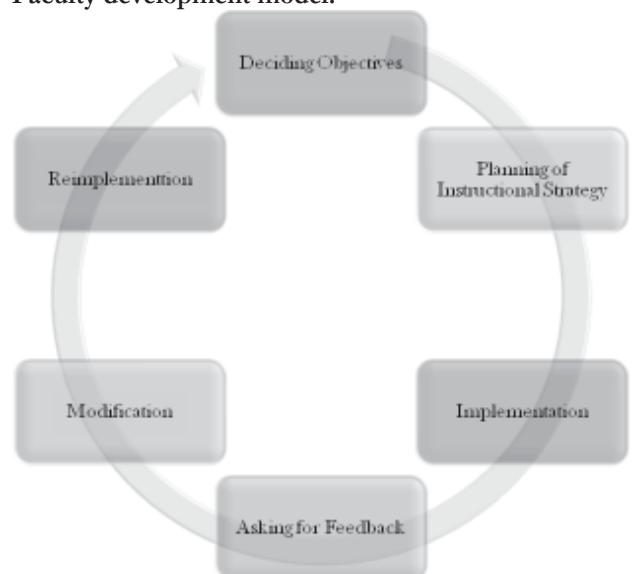 Faculty development model.
Deciding Objectives
Planning of
Instructional Strategy
Implementation
Asking for Feedback
Modification
Reimplementtion